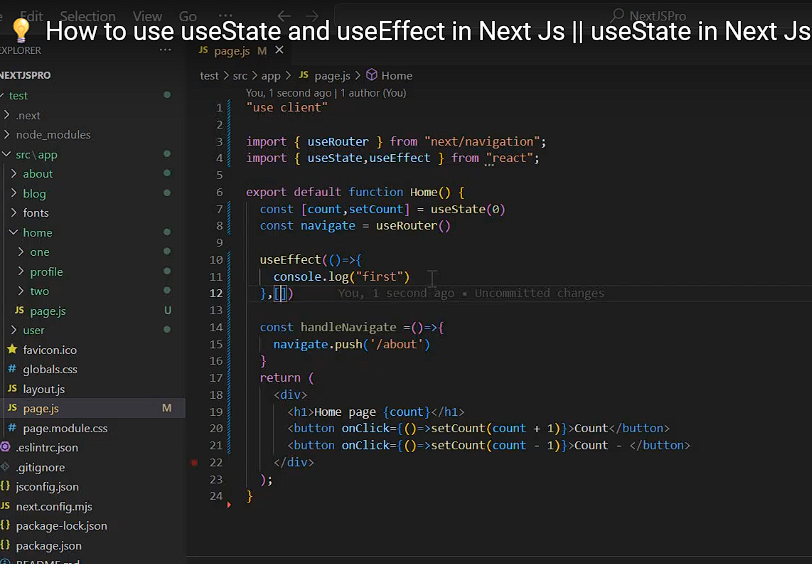 Edit Selection View Go ··· NextJSPro
💡 How to use useState and useEffect in Next Js || useState in Next Js
EXPLORER ···
JS page.js M ×
NEXTJSPRO
test
.next
node_modules
src\app
about
blog
fonts
home
one
profile
two
JS page.js U
user
favicon.ico
# globals.css
JS layout.js
JS page.js M
# page.module.css
.eslintrc.json
.gitignore
{} jsconfig.json
JS next.config.mjs
{} package-lock.json
{} package.json
README.md
test > src > app > JS page.js > Home
You, 1 second ago | 1 author (You)
1 "use client"
2
3 import { useRouter } from "next/navigation";
4 import { useState,useEffect } from "react";
5
6 export default function Home() {
7 const [count,setCount] = useState(0)
8 const navigate = useRouter()
9
10 useEffect(()=>{
11 console.log("first")
12 },[]) You, 1 second ago • Uncommitted changes
13
14 const handleNavigate =()=>{
15 navigate.push('/about')
16 }
17 return (
18 <div>
19 <h1>Home page {count}</h1>
20 <button onClick={()=>setCount(count + 1)}>Count</button>
21 <button onClick={()=>setCount(count - 1)}>Count - </button>
22 </div>
23 );
24 }